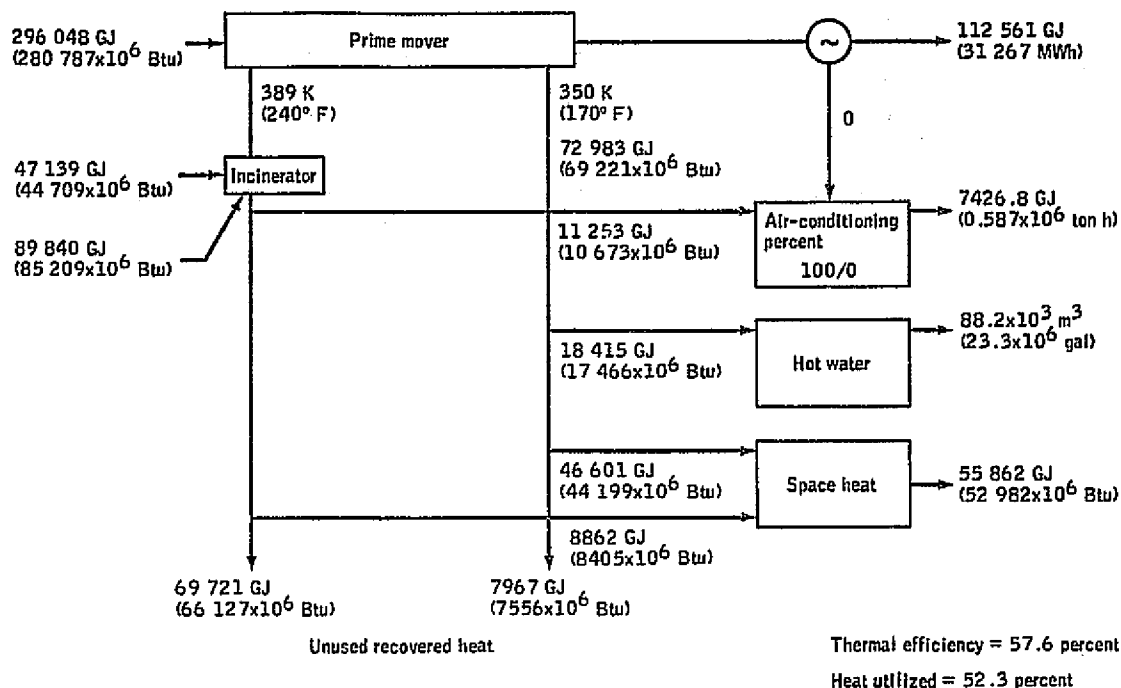 296 048 GJ
(280 787x10⁶ Btu)
Prime mover
~
112 561 GJ
(31 267 MWh)
389 K
(240° F)
350 K
(170° F)
0
72 983 GJ
(69 221x10⁶ Btu)
47 139 GJ
(44 709x10⁶ Btu)
Incinerator
89 840 GJ
(85 209x10⁶ Btu)
11 253 GJ
(10 673x10⁶ Btu)
Air-conditioning
percent
100/0
7426.8 GJ
(0.587x10⁶ ton h)
18 415 GJ
(17 466x10⁶ Btu)
Hot water
88.2x10³ m³
(23.3x10⁶ gal)
46 601 GJ
(44 199x10⁶ Btu)
Space heat
55 862 GJ
(52 982x10⁶ Btu)
8862 GJ
(8405x10⁶ Btu)
69 721 GJ
(66 127x10⁶ Btu)
7967 GJ
(7556x10⁶ Btu)
Unused recovered heat
Thermal efficiency = 57.6 percent
Heat utilized = 52.3 percent